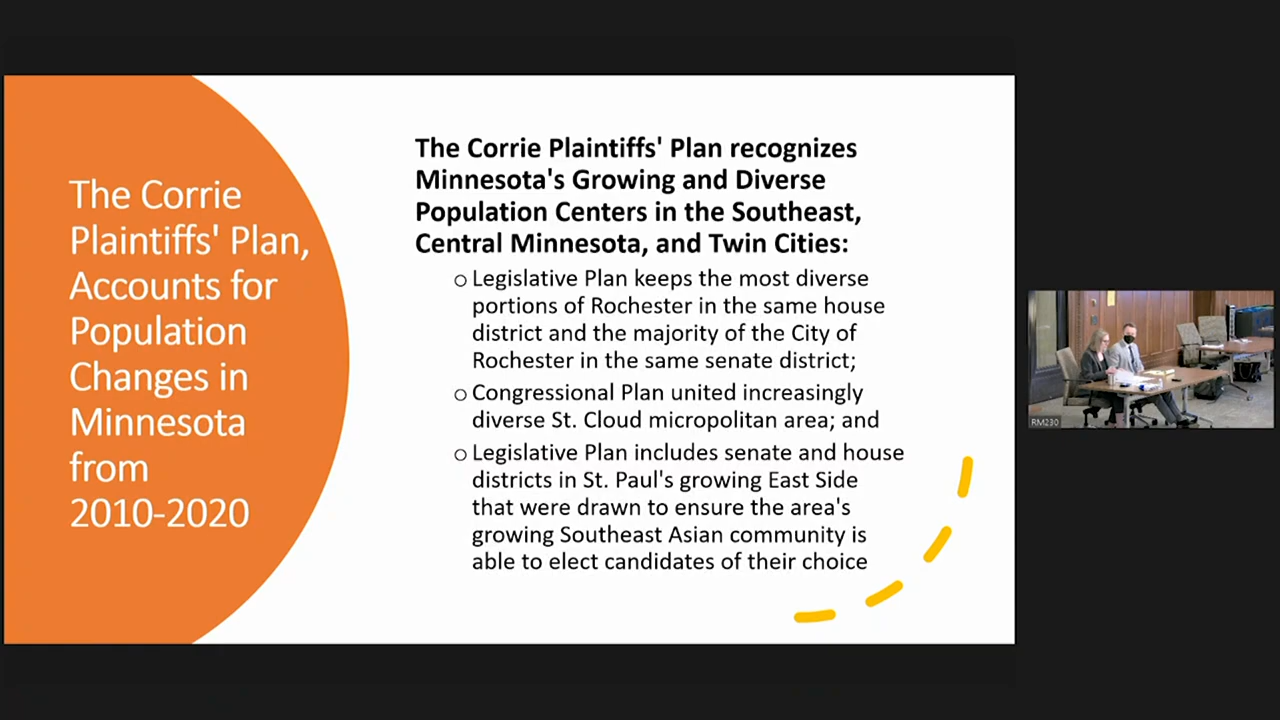 The Corrie
Plaintiffs' Plan,
Accounts for
Population
Changes in
Minnesota
from
2010-2020
The Corrie Plaintiffs' Plan recognizes
Minnesota's Growing and Diverse
Population Centers in the Southeast,
Central Minnesota, and Twin Cities:
o Legislative Plan keeps the most diverse
portions of Rochester in the same house
district and the majority of the City of
Rochester in the same senate district;
o Congressional Plan united increasingly
diverse St. Cloud micropolitan area; and
o Legislative Plan includes senate and house
districts in St. Paul's growing East Side
that were drawn to ensure the area's
growing Southeast Asian community is
able to elect candidates of their choice
RM230